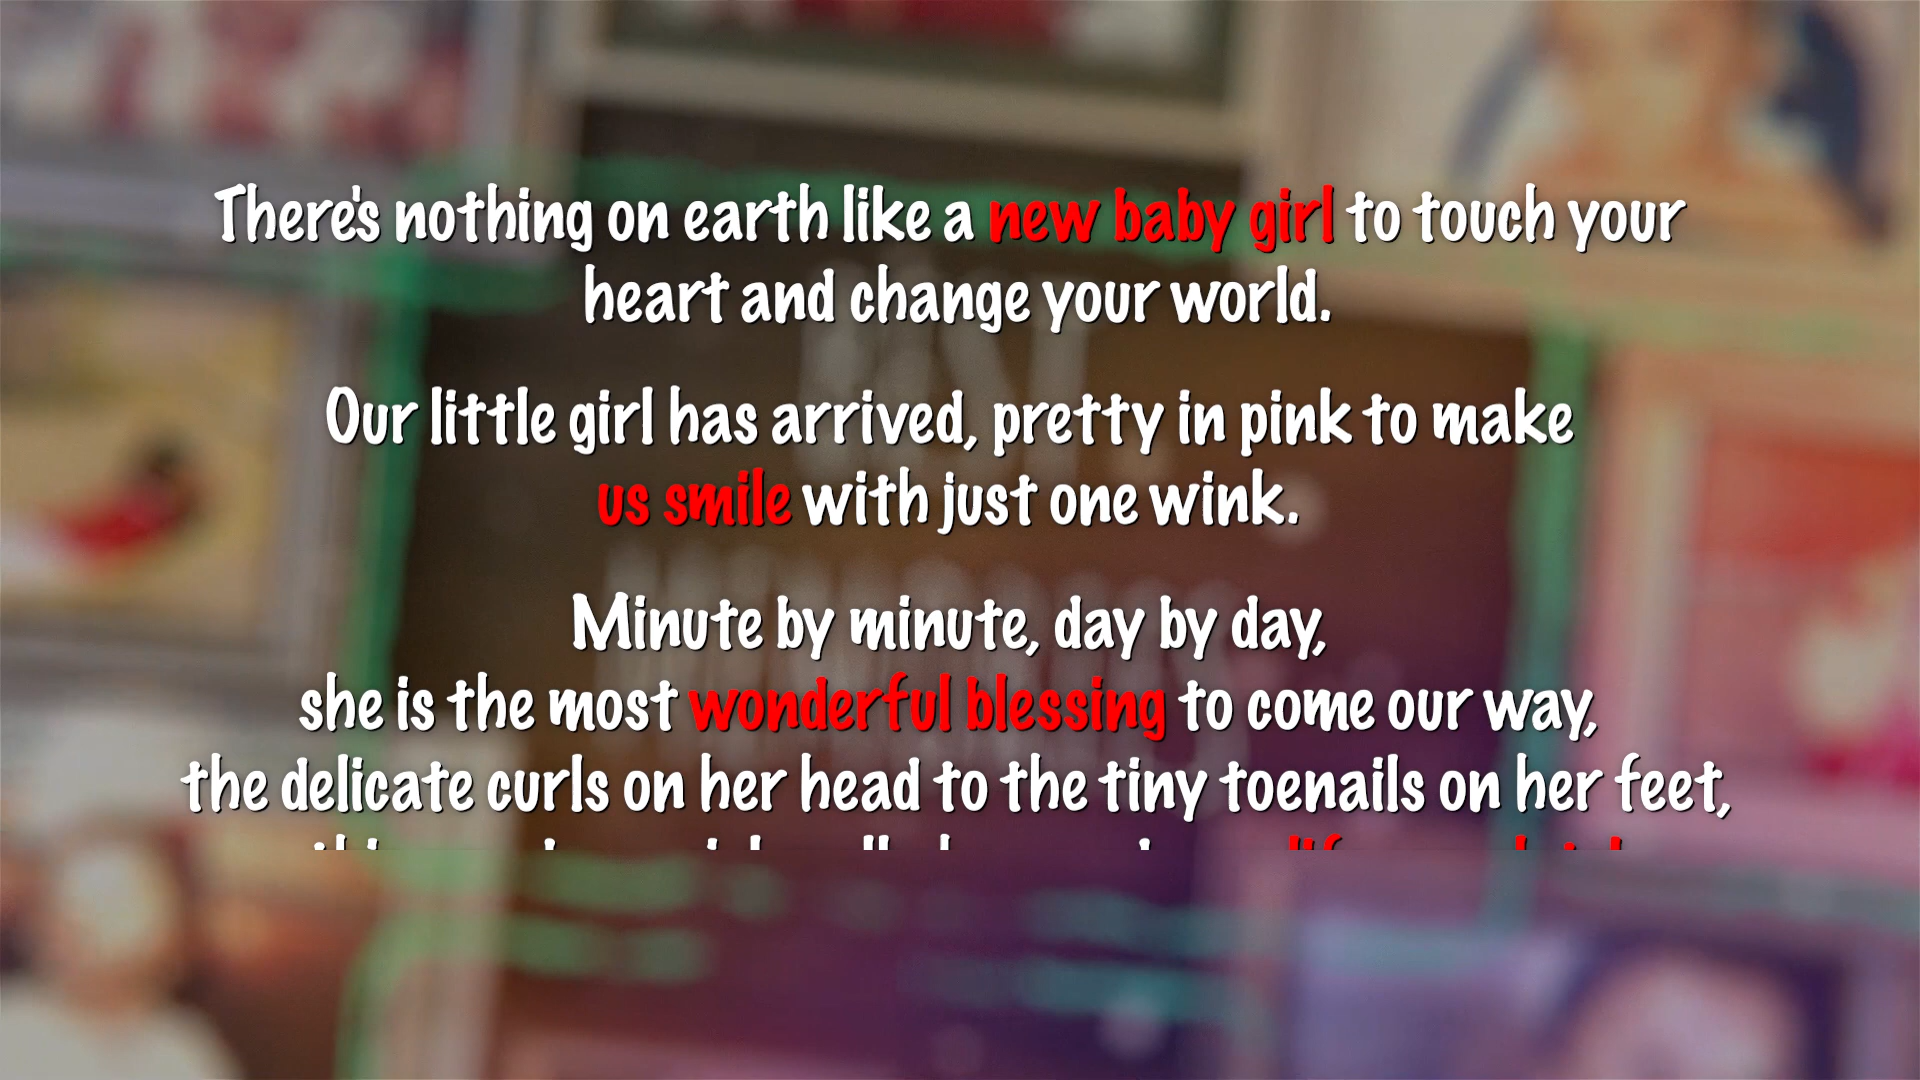 There's nothing on earth like a new baby girl to touch your
heart and change your world.
Our little girl has arrived, pretty in pink to make
us smile with just one wink.
Minute by minute, day by day,
she is the most wonderful blessing to come our way,
the delicate curls on her head to the tiny toenails on her feet,